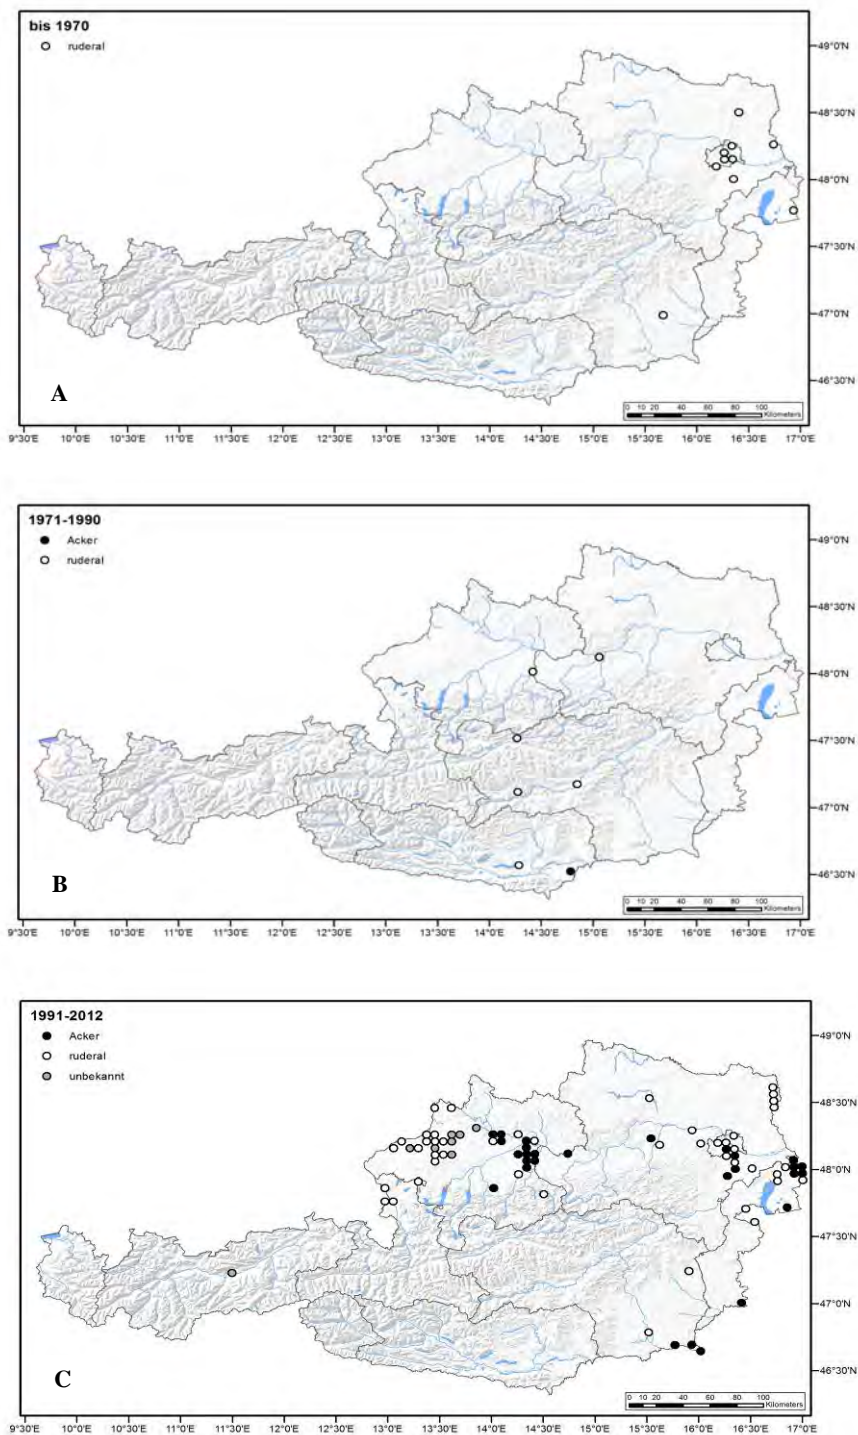 bis 1970
ruderal
49°0'N
48°30'N
48°0'N
47°30'N
47°0'N
46°30'N
A
0 10 20 40 60 80 100
Kilometers
9°30'E 10°0'E 10°30'E 11°0'E 11°30'E 12°0'E 12°30'E 13°0'E 13°30'E 14°0'E 14°30'E 15°0'E 15°30'E 16°0'E 16°30'E 17°0'E
1971-1990
Acker
ruderal
49°0'N
48°30'N
48°0'N
47°30'N
47°0'N
46°30'N
B
0 10 20 40 60 80 100
Kilometers
9°30'E 10°0'E 10°30'E 11°0'E 11°30'E 12°0'E 12°30'E 13°0'E 13°30'E 14°0'E 14°30'E 15°0'E 15°30'E 16°0'E 16°30'E 17°0'E
1991-2012
Acker
ruderal
unbekannt
49°0'N
48°30'N
48°0'N
47°30'N
47°0'N
46°30'N
C
0 10 20 40 60 80 100
Kilometers
9°30'E 10°0'E 10°30'E 11°0'E 11°30'E 12°0'E 12°30'E 13°0'E 13°30'E 14°0'E 14°30'E 15°0'E 15°30'E 16°0'E 16°30'E 17°0'E